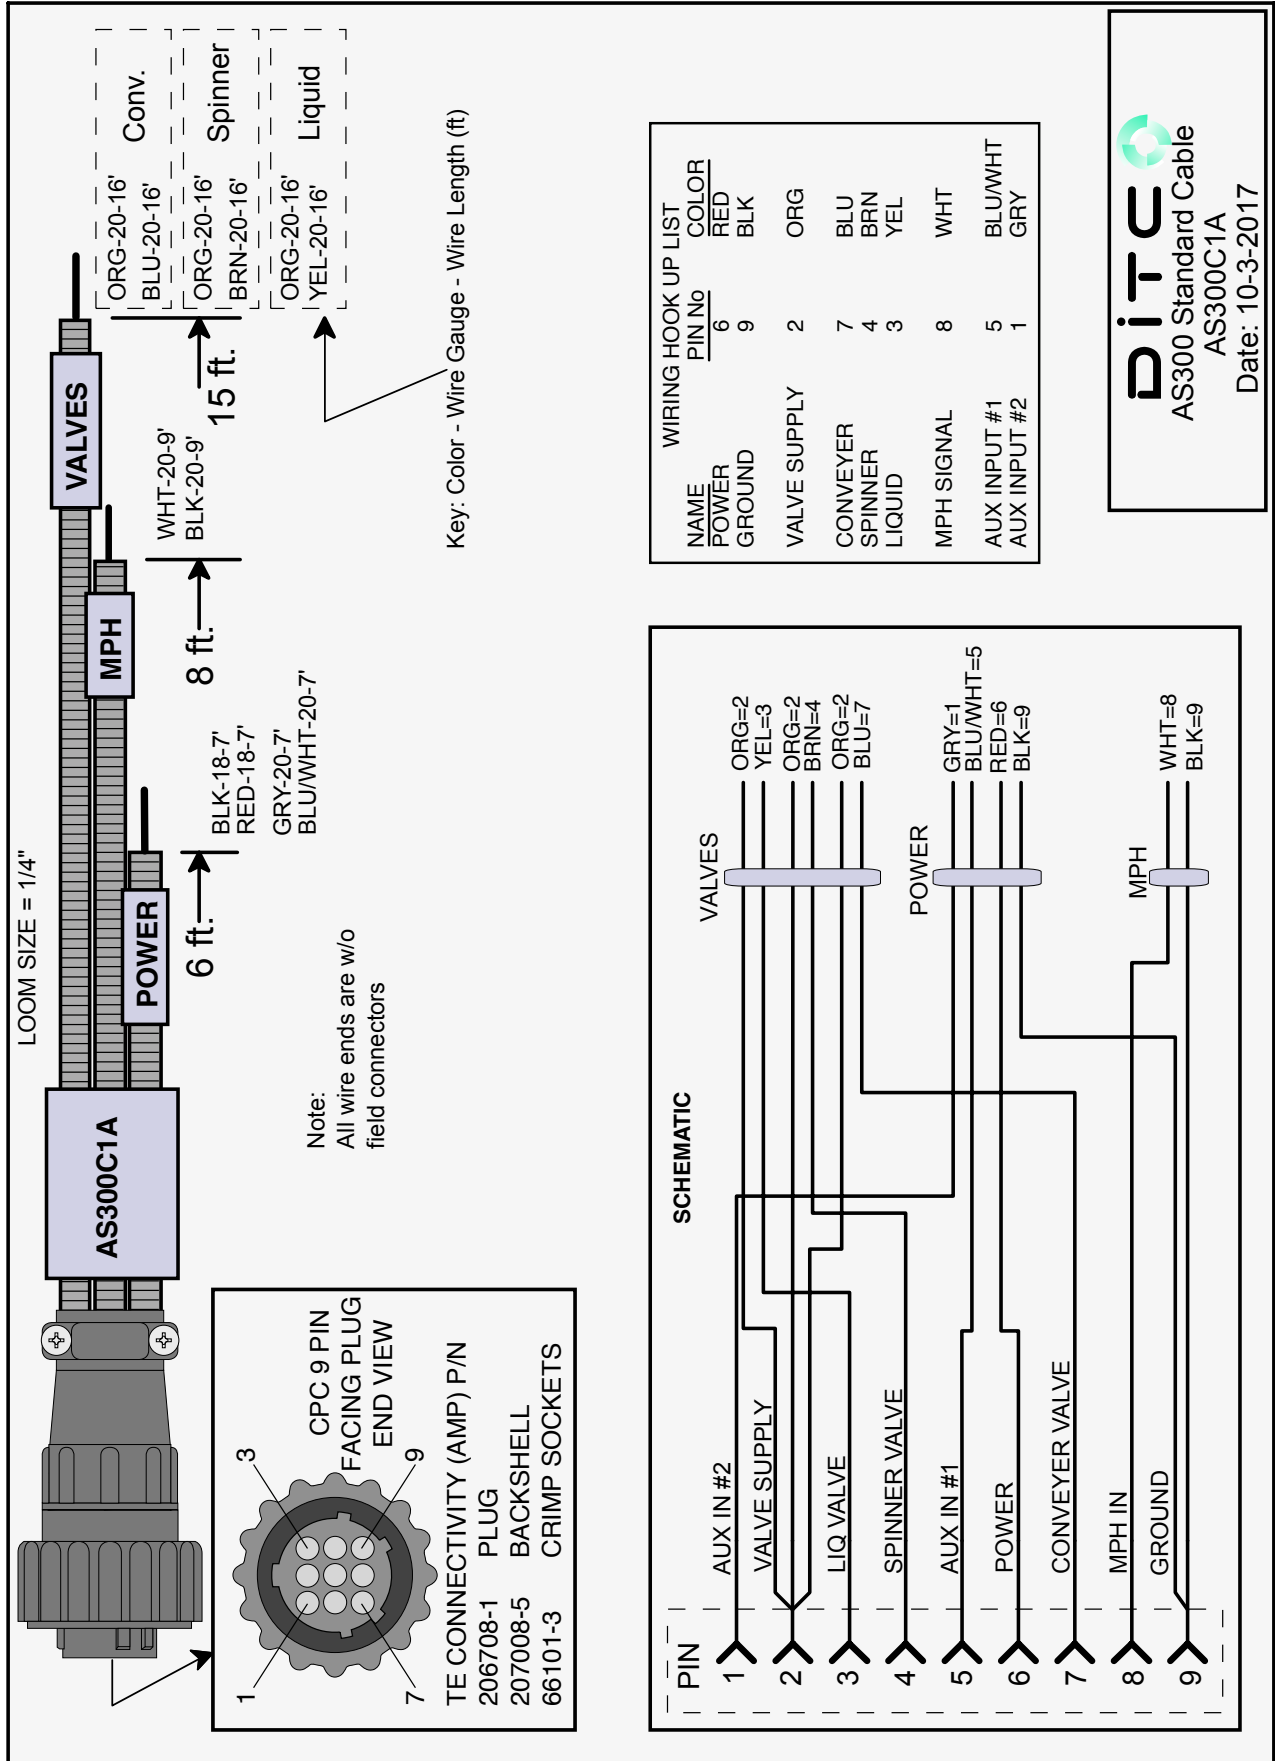 LOOM SIZE = 1/4"
AS300C1A
POWER
MPH
VALVES
6 ft.
8 ft.
15 ft.
BLK-18-7'
RED-18-7'
GRY-20-7'
BLU/WHT-20-7'
WHT-20-9'
BLK-20-9'
ORG-20-16'
BLU-20-16'
Conv.
ORG-20-16'
BRN-20-16'
Spinner
ORG-20-16'
YEL-20-16'
Liquid
Key: Color - Wire Gauge - Wire Length (ft)
Note:
All wire ends are w/o
field connectors
1
3
7
9
CPC 9 PIN
FACING PLUG
END VIEW
TE CONNECTIVITY (AMP) P/N
206708-1 PLUG
207008-5 BACKSHELL
66101-3 CRIMP SOCKETS
SCHEMATIC
PIN
1 AUX IN #2
2 VALVE SUPPLY
3 LIQ VALVE
4 SPINNER VALVE
5 AUX IN #1
6 POWER
7 CONVEYER VALVE
8 MPH IN
9 GROUND
VALVES
ORG=2
YEL=3
ORG=2
BRN=4
ORG=2
BLU=7
POWER
GRY=1
BLU/WHT=5
RED=6
BLK=9
MPH
WHT=8
BLK=9
WIRING HOOK UP LIST
NAME PIN No COLOR
POWER 6 RED
GROUND 9 BLK
VALVE SUPPLY 2 ORG
CONVEYER 7 BLU
SPINNER 4 BRN
LIQUID 3 YEL
MPH SIGNAL 8 WHT
AUX INPUT #1 5 BLU/WHT
AUX INPUT #2 1 GRY
DiTCO
AS300 Standard Cable
AS300C1A
Date: 10-3-2017